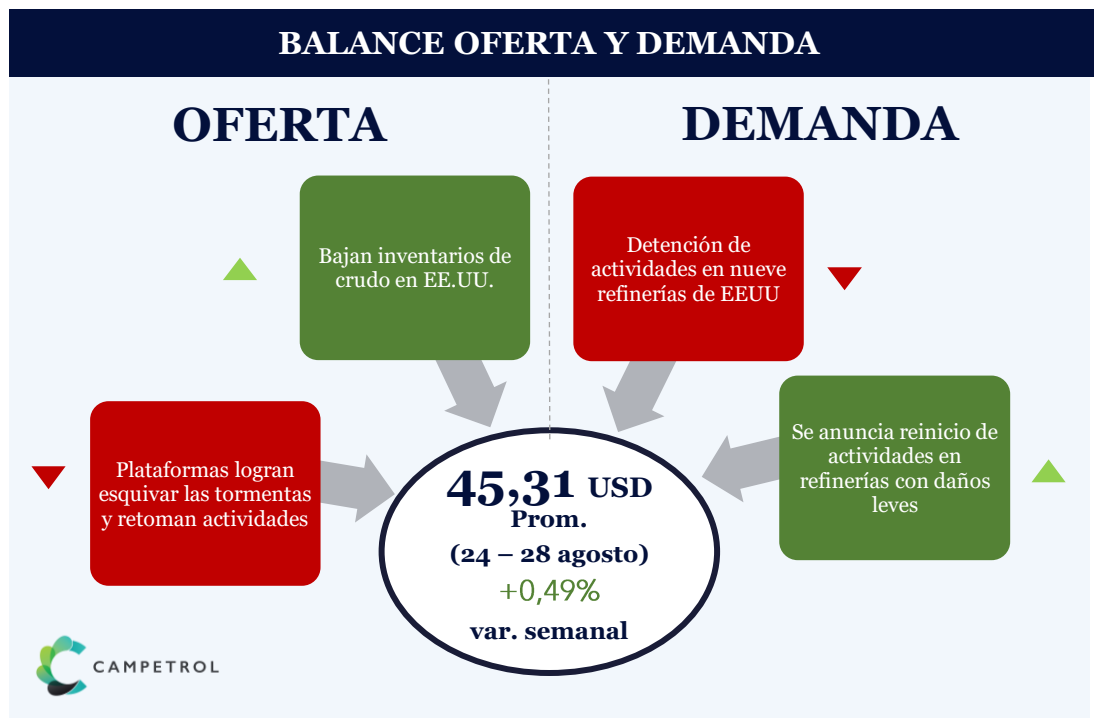 BALANCE OFERTA Y DEMANDA
OFERTA
DEMANDA
Bajan inventarios de
crudo en EE.UU.
Detención de
actividades en nueve
refinerías de EEUU
Plataformas logran
esquivar las tormentas
y retoman actividades
Se anuncia reinicio de
actividades en
refinerías con daños
leves
45,31 USD
Prom.
(24 – 28 agosto)
+0,49%
var. semanal
CAMPETROL